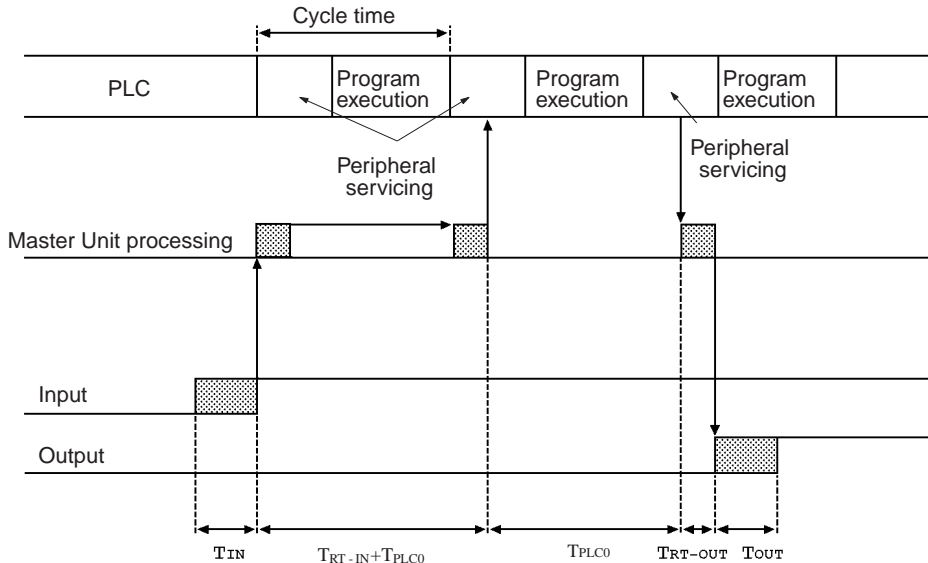 Cycle time
PLC
Program
execution
Program
execution
Program
execution
Peripheral
servicing
Peripheral
servicing
Master Unit processing
Input
Output
TIN
TRT - IN+TPLC0
TPLC0
TRT-OUT
TOUT